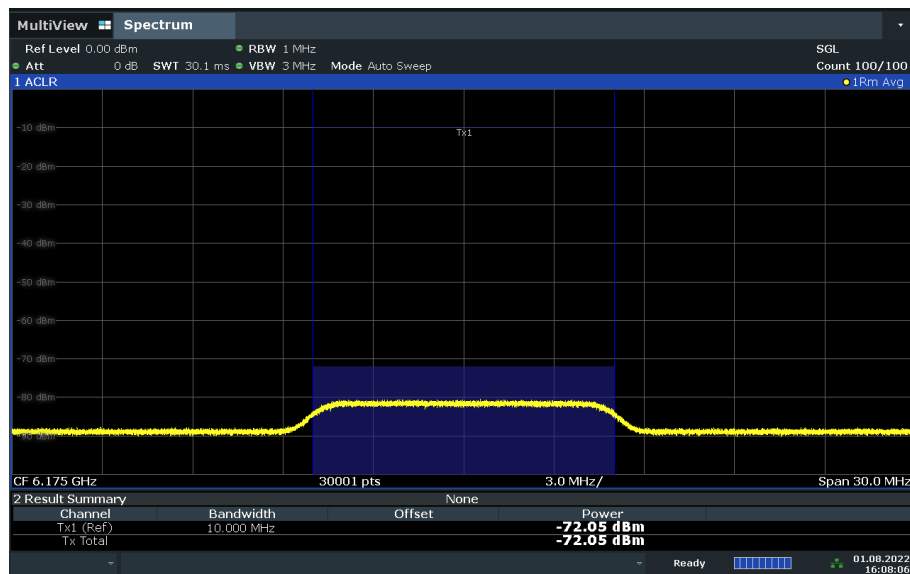 MultiView Spectrum
Ref Level 0.00 dBm RBW 1 MHz SGL
Att 0 dB SWT 30.1 ms VBW 3 MHz Mode Auto Sweep Count 100/100
1 ACLR 1Rm Avg
-10 dBm
Tx1
-20 dBm
-30 dBm
-40 dBm
-50 dBm
-60 dBm
-70 dBm
-80 dBm
-90 dBm
CF 6.175 GHz 30001 pts 3.0 MHz/ Span 30.0 MHz
2 Result Summary None
Channel Bandwidth Offset Power
Tx1 (Ref) 10.000 MHz -72.05 dBm
Tx Total -72.05 dBm
Ready 01.08.2022
16:08:06